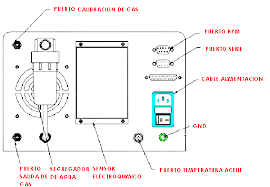 PUERTO CALIBRACION DE GAS
PUERTO RPM
PUERTO SERIE
CABLE ALIMENTACION
GND
PUERTO TEMPERATURA ACEITE
PUERTO
SALIDA DE
GAS
SEGREGADOR
DE AGUA
SENSOR
ELECTROQUIMICO